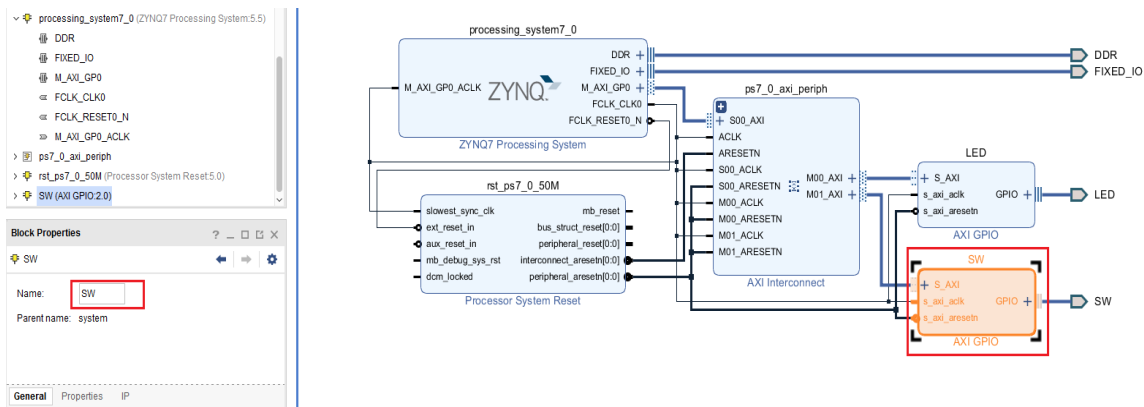 processing_system7_0 (ZYNQ7 Processing System:5.5)
DDR
FIXED_IO
M_AXI_GP0
FCLK_CLK0
FCLK_RESET0_N
M_AXI_GP0_ACLK
ps7_0_axi_periph
rst_ps7_0_50M (Processor System Reset:5.0)
SW (AXI GPIO:2.0)
Block Properties
SW
Name: SW
Parent name: system
General Properties IP
processing_system7_0
DDR
FIXED_IO
M_AXI_GP0_ACLK
ZYNQ
M_AXI_GP0
FCLK_CLK0
FCLK_RESET0_N
ZYNQ7 Processing System
rst_ps7_0_50M
slowest_sync_clk mb_reset
ext_reset_in bus_struct_reset[0:0]
aux_reset_in peripheral_reset[0:0]
mb_debug_sys_rst interconnect_aresetn[0:0]
dcm_locked peripheral_aresetn[0:0]
Processor System Reset
ps7_0_axi_periph
S00_AXI
ACLK
ARESETN
S00_ACLK
S00_ARESETN
M00_ACLK
M00_ARESETN
M01_ACLK
M01_ARESETN
M00_AXI
M01_AXI
AXI Interconnect
LED
S_AXI
s_axi_aclk GPIO
s_axi_aresetn
AXI GPIO
SW
S_AXI
s_axi_aclk GPIO
s_axi_aresetn
AXI GPIO
DDR
FIXED_IO
LED
SW